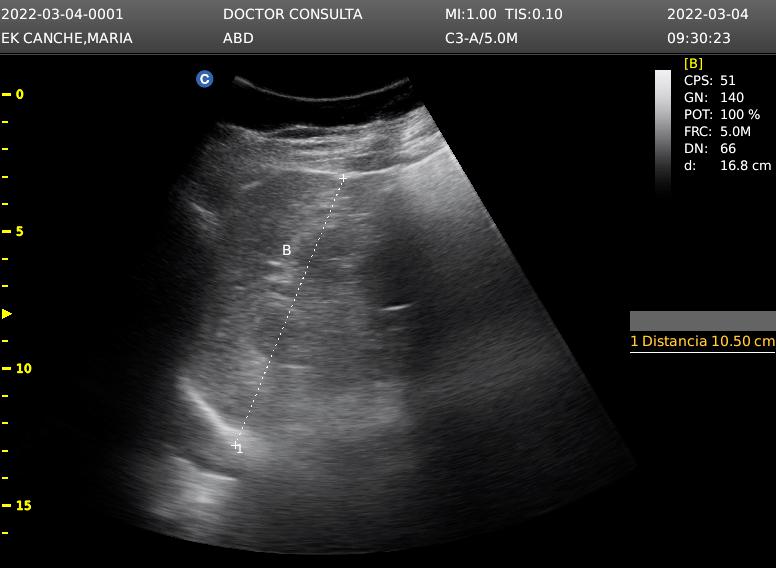 2022-03-04-0001 DOCTOR CONSULTA MI:1.00 TIS:0.10 2022-03-04
EK CANCHE,MARIA ABD C3-A/5.0M 09:30:23
[B]
C
CPS: 51
0
GN: 140
POT: 100 %
FRC: 5.0M
DN: 66
d: 16.8 cm
5
B
1 Distancia 10.50 cm
10
1
15